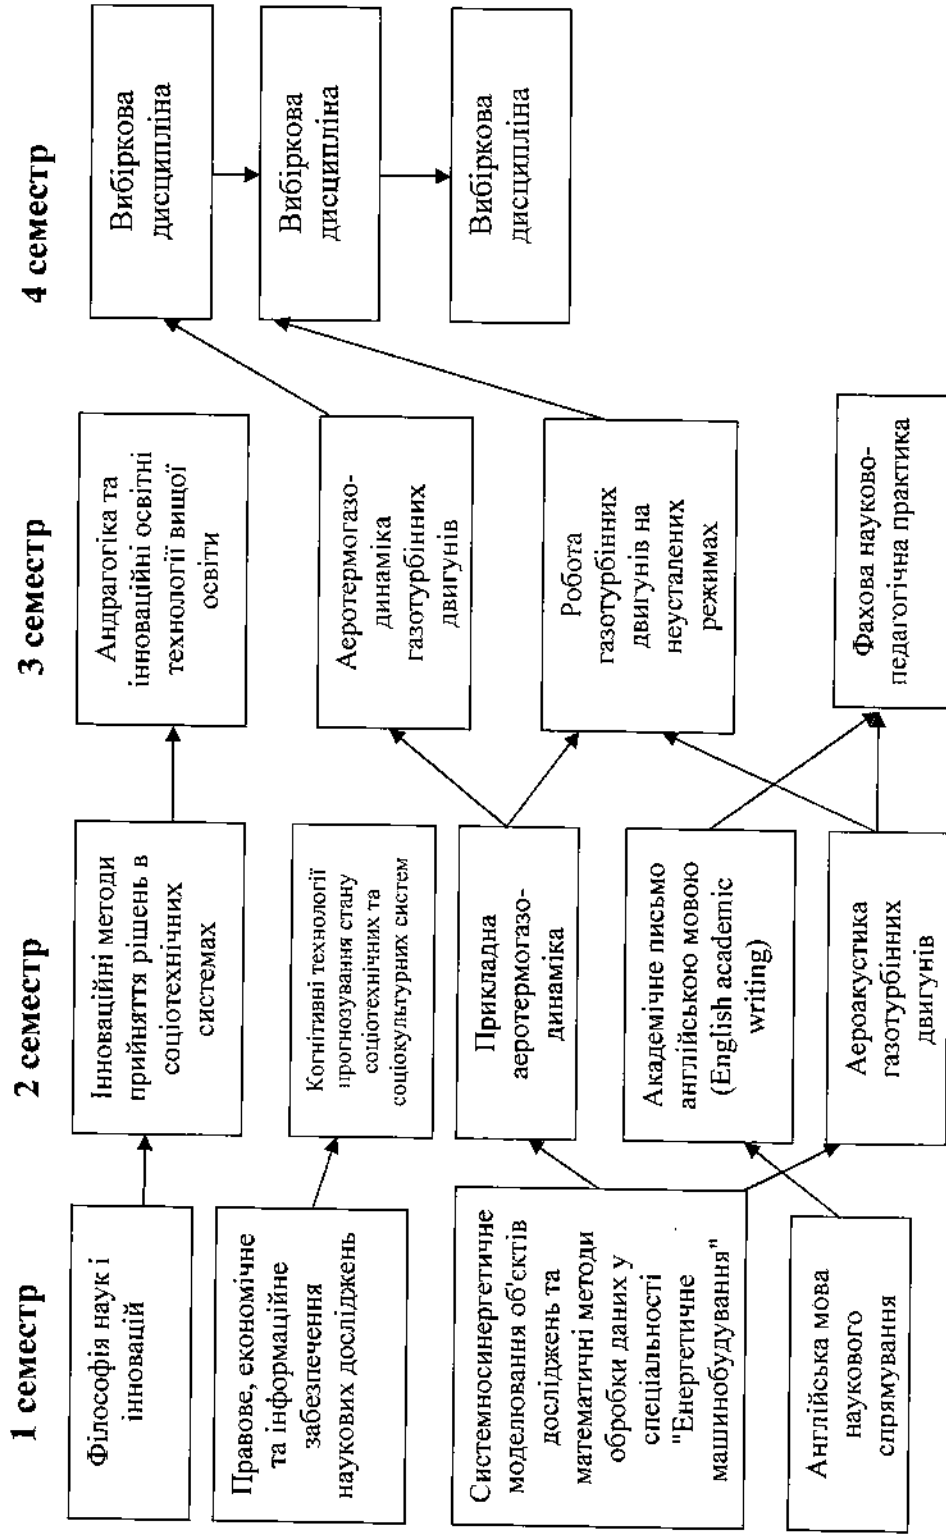 1 семестр
2 семестр
3 семестр
4 семестр
Філософія наук і
інновацій
Правове, економічне
та інформаційне
забезпечення
наукових досліджень
Системносинергетичне
моделювання об'єктів
досліджень та
математичні методи
обробки даних у
спеціальності
"Енергетичне
машинобудування"
Англійська мова
наукового
спрямування
Інноваційні методи
прийняття рішень в
соціотехнічних
системах
Когнітивні технології
прогнозування стану
соціотехнічних та
соціокультурних систем
Прикладна
аеротермогазо-
динаміка
Академічне письмо
англійською мовою
(English academic
writing)
Аероакустика
газотурбінних
двигунів
Андрагогіка та
інноваційні освітні
технології вищої
освіти
Аеротермогазо-
динаміка
газотурбінних
двигунів
Робота
газотурбінних
двигунів на
неусталених
режимах
Фахова науково-
педагогічна практика
Вибіркова
дисципліна
Вибіркова
дисципліна
Вибіркова
дисципліна